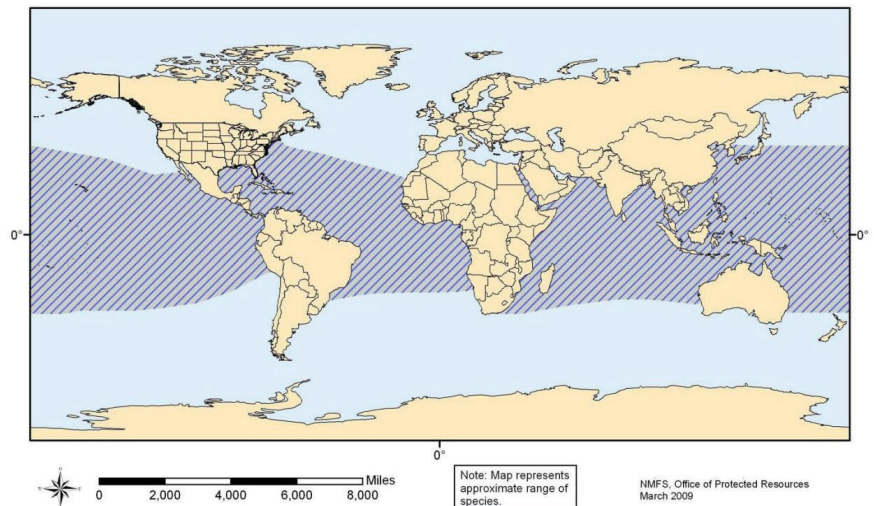 0°
0°
0°
N
Miles
0 2,000 4,000 6,000 8,000
Note: Map represents
approximate range of
species.
NMFS, Office of Protected Resources
March 2009